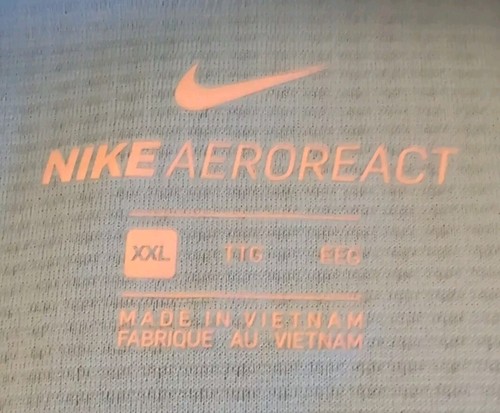 NIKE AEROREACT
XXL TTG EEG
MADE IN VIETNAM
FABRIQUE AU VIETNAM